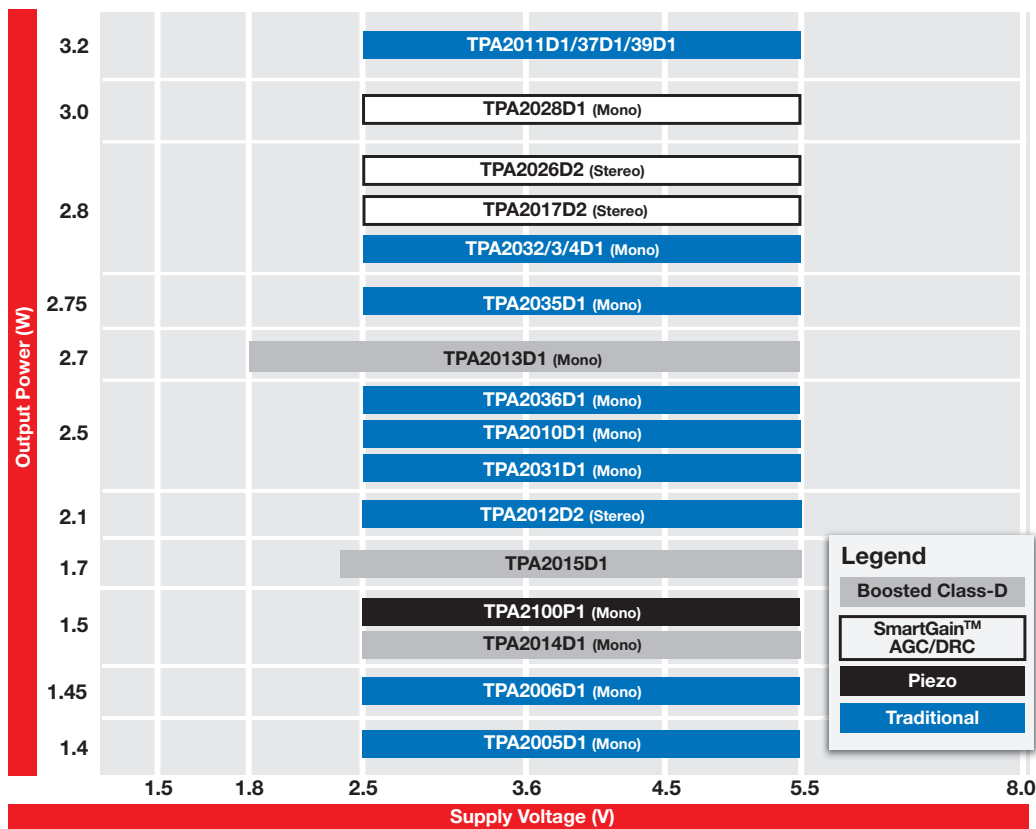 Output Power (W)
3.2
TPA2011D1/37D1/39D1
3.0
TPA2028D1 (Mono)
TPA2026D2 (Stereo)
2.8
TPA2017D2 (Stereo)
TPA2032/3/4D1 (Mono)
2.75
TPA2035D1 (Mono)
2.7
TPA2013D1 (Mono)
TPA2036D1 (Mono)
2.5
TPA2010D1 (Mono)
TPA2031D1 (Mono)
2.1
TPA2012D2 (Stereo)
1.7
TPA2015D1
1.5
TPA2100P1 (Mono)
TPA2014D1 (Mono)
1.45
TPA2006D1 (Mono)
1.4
TPA2005D1 (Mono)
Legend
Boosted Class-D
SmartGain™
AGC/DRC
Piezo
Traditional
1.5 1.8 2.5 3.6 4.5 5.5 8.0
Supply Voltage (V)